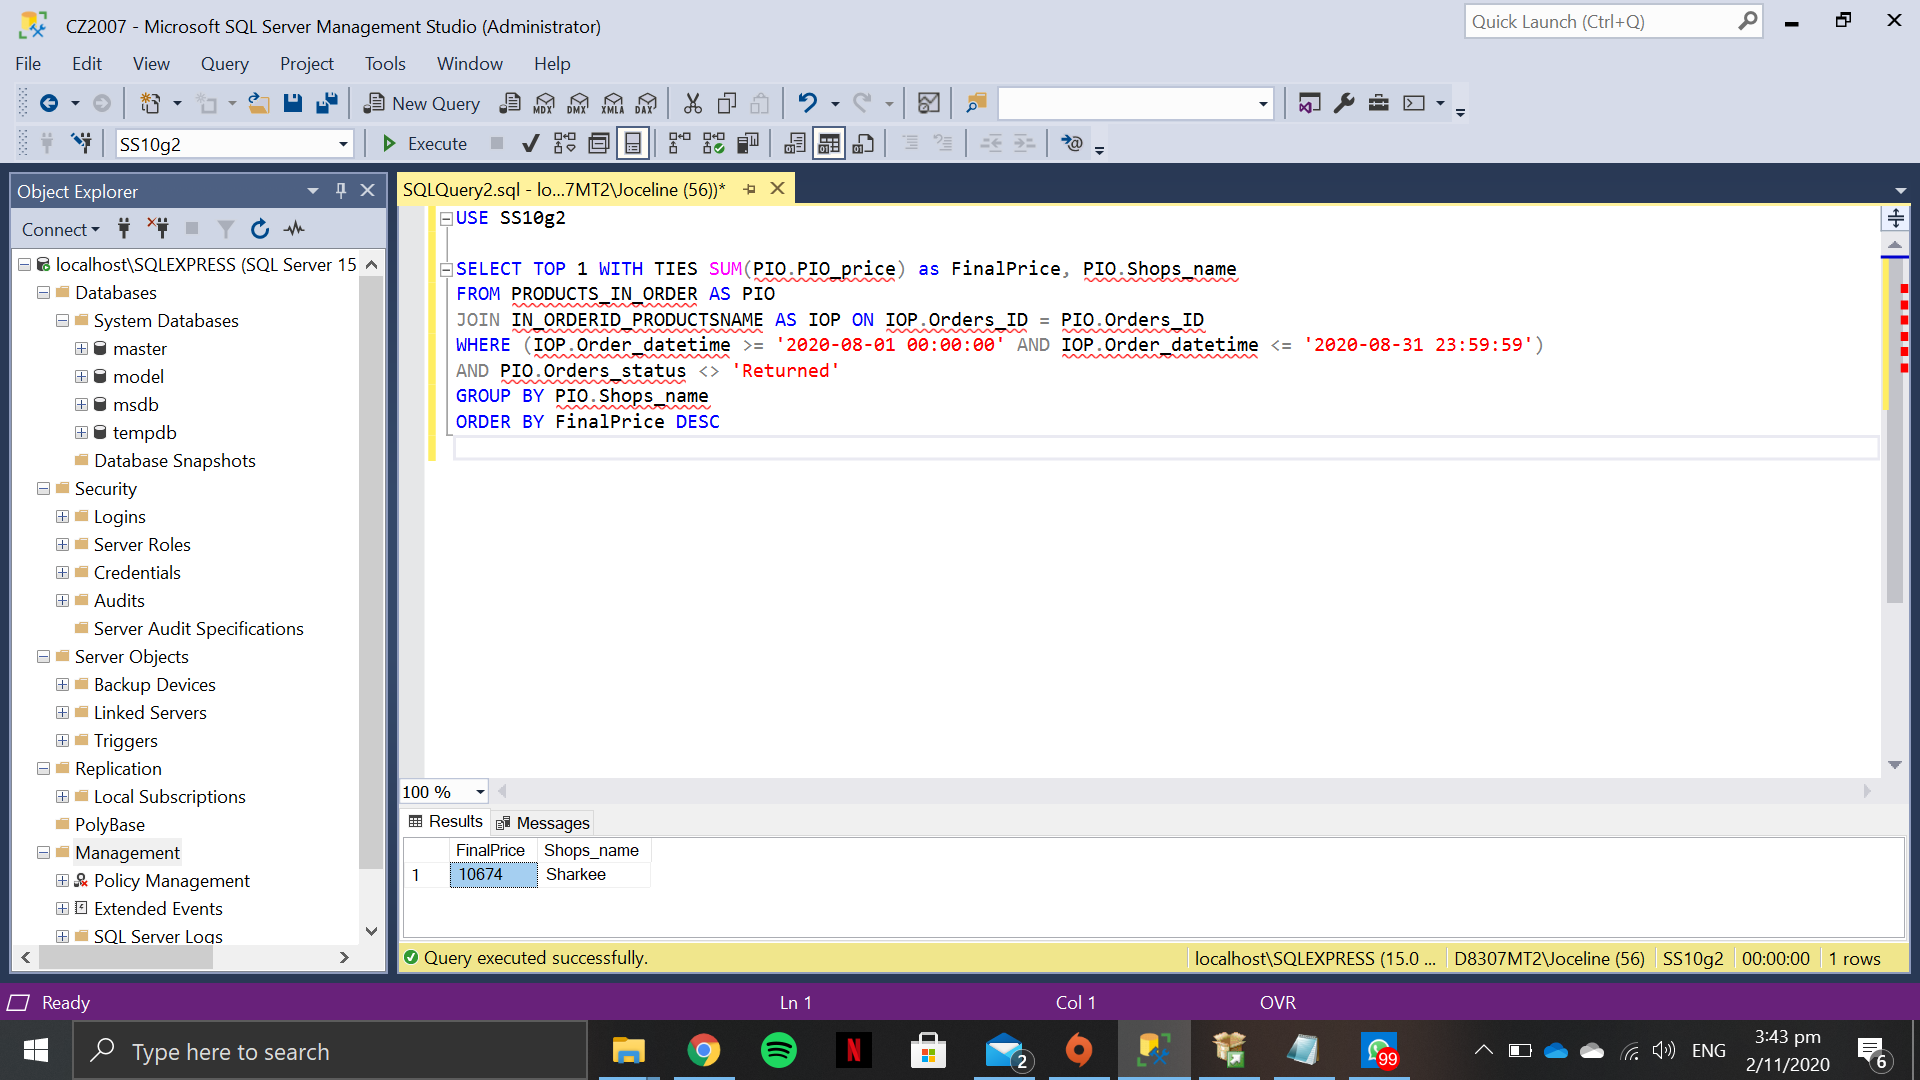 CZ2007 - Microsoft SQL Server Management Studio (Administrator)
Quick Launch (Ctrl+Q)
File Edit View Query Project Tools Window Help
New Query MDX DMX XMLA DAX
SS10g2 Execute
Object Explorer
Connect
localhost\SQLEXPRESS (SQL Server 15
Databases
System Databases
master
model
msdb
tempdb
Database Snapshots
Security
Logins
Server Roles
Credentials
Audits
Server Audit Specifications
Server Objects
Backup Devices
Linked Servers
Triggers
Replication
Local Subscriptions
PolyBase
Management
Policy Management
Extended Events
SQL Server Logs
SQLQuery2.sql - lo...7MT2\Joceline (56))*
USE SS10g2
SELECT TOP 1 WITH TIES SUM(PIO.PIO_price) as FinalPrice, PIO.Shops_name
FROM PRODUCTS_IN_ORDER AS PIO
JOIN IN_ORDERID_PRODUCTSNAME AS IOP ON IOP.Orders_ID = PIO.Orders_ID
WHERE (IOP.Order_datetime >= '2020-08-01 00:00:00' AND IOP.Order_datetime <= '2020-08-31 23:59:59')
AND PIO.Orders_status <> 'Returned'
GROUP BY PIO.Shops_name
ORDER BY FinalPrice DESC
100 %
Results Messages
FinalPrice Shops_name
1 10674 Sharkee
Query executed successfully.
localhost\SQLEXPRESS (15.0 ... D8307MT2\Joceline (56) SS10g2 00:00:00 1 rows
Ready Ln 1 Col 1 OVR
Type here to search
N
2
99
ENG
3:43 pm
2/11/2020
6